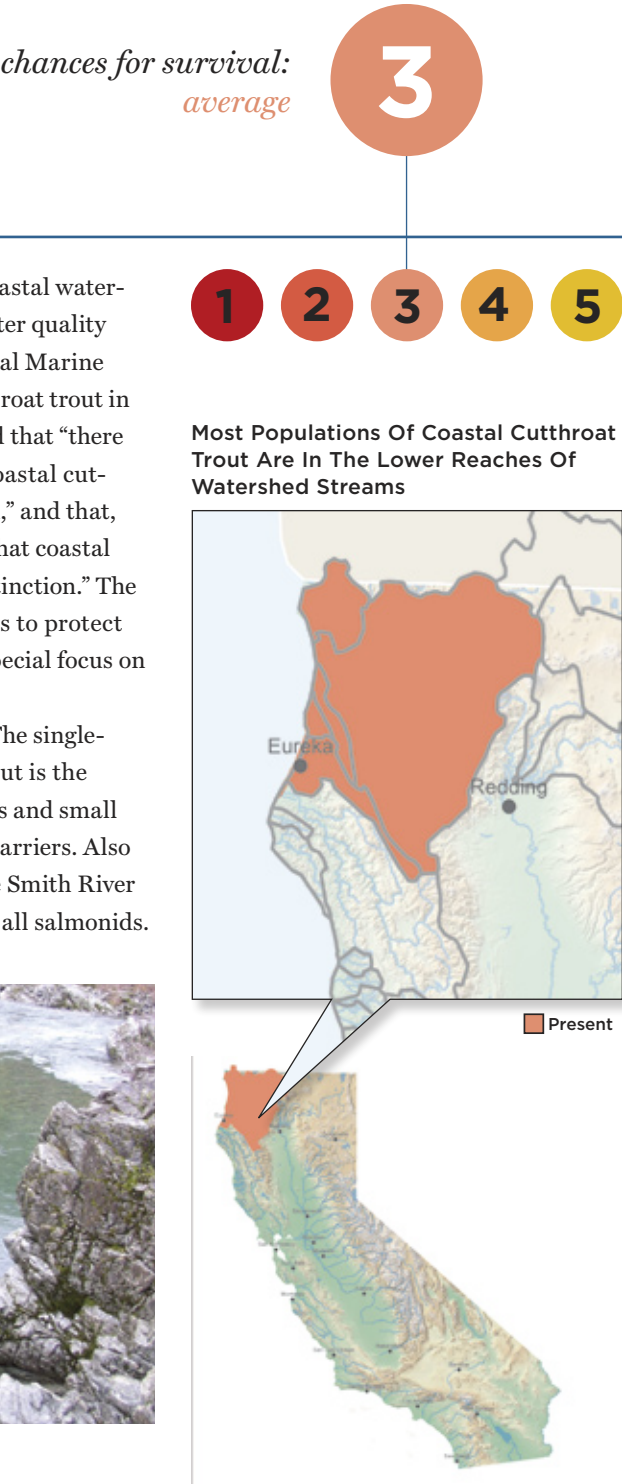 chances for survival:
average
3
1 2 3 4 5
astal water-
ter quality
al Marine
roat trout in
l that “there
oastal cut-
,” and that,
hat coastal
tinction.” The
s to protect
pecial focus on
The single-
ut is the
s and small
arriers. Also
e Smith River
all salmonids.
Most Populations Of Coastal Cutthroat
Trout Are In The Lower Reaches Of
Watershed Streams
Eureka
Redding
Present